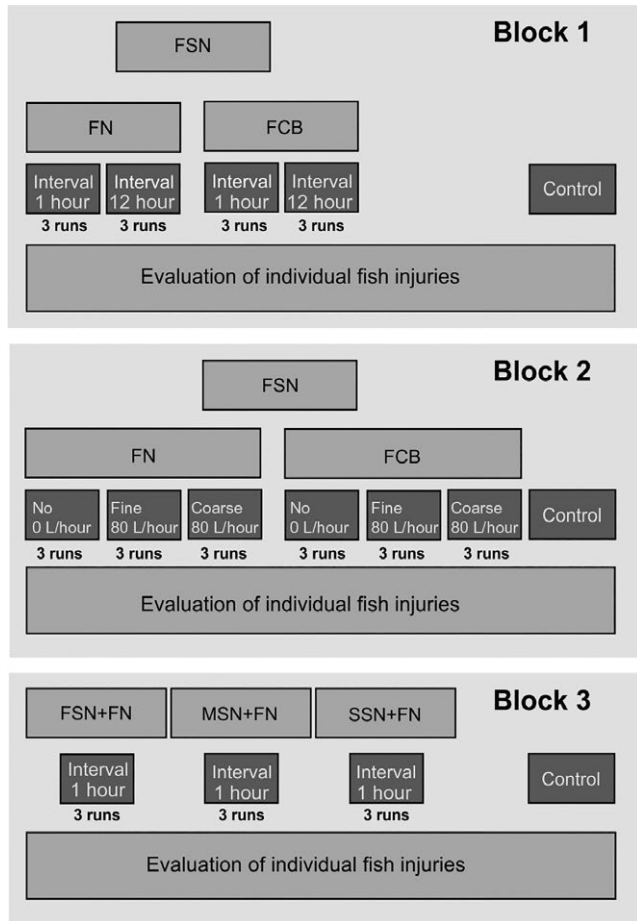 Block 1
FSN
FN
FCB
Interval
1 hour
Interval
12 hour
Interval
1 hour
Interval
12 hour
Control
3 runs
3 runs
3 runs
3 runs
Evaluation of individual fish injuries
Block 2
FSN
FN
FCB
No
0 L/hour
Fine
80 L/hour
Coarse
80 L/hour
No
0 L/hour
Fine
80 L/hour
Coarse
80 L/hour
Control
3 runs
3 runs
3 runs
3 runs
3 runs
3 runs
Evaluation of individual fish injuries
Block 3
FSN+FN
MSN+FN
SSN+FN
Interval
1 hour
Interval
1 hour
Interval
1 hour
Control
3 runs
3 runs
3 runs
Evaluation of individual fish injuries